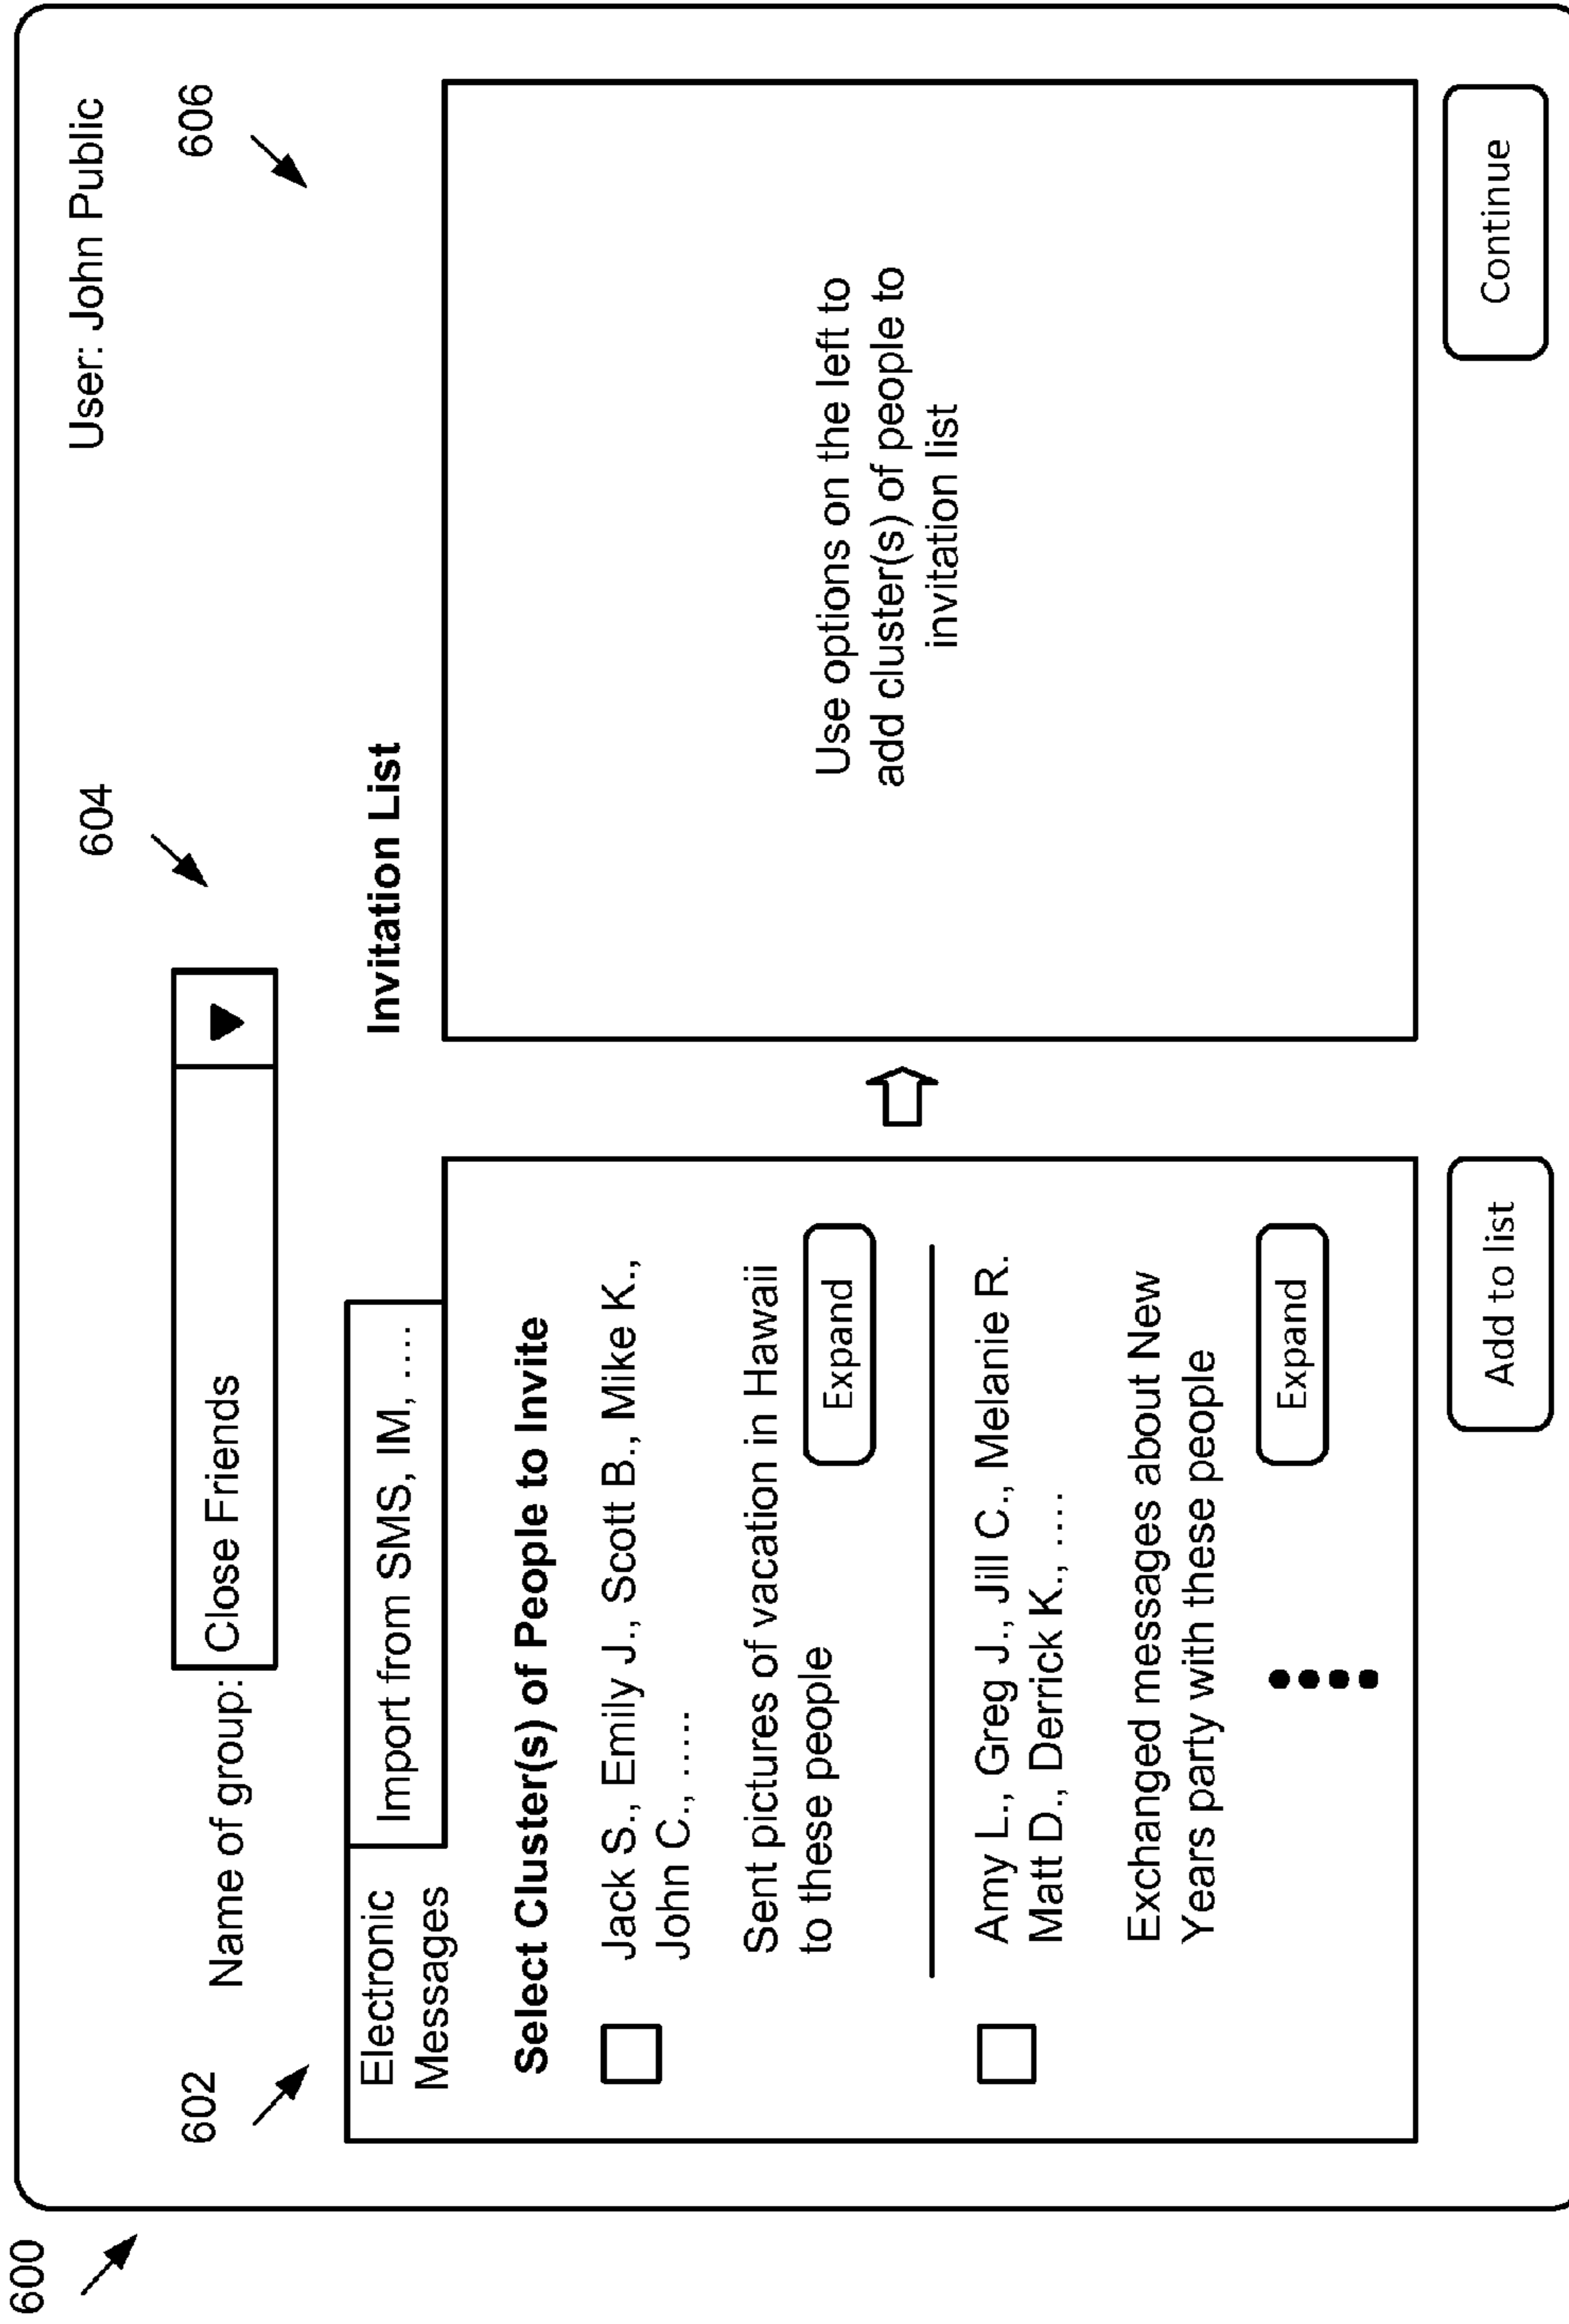 600
User: John Public
604
606
602
Name of group:
Close Friends
Electronic
Messages
Import from SMS, IM, ....
Invitation List
Select Cluster(s) of People to Invite
Jack S., Emily J., Scott B., Mike K.,
John C., .....
Sent pictures of vacation in Hawaii
to these people
Expand
Amy L., Greg J., Jill C., Melanie R.
Matt D., Derrick K., ....
Exchanged messages about New
Years party with these people
Expand
Use options on the left to
add cluster(s) of people to
invitation list
Add to list
Continue